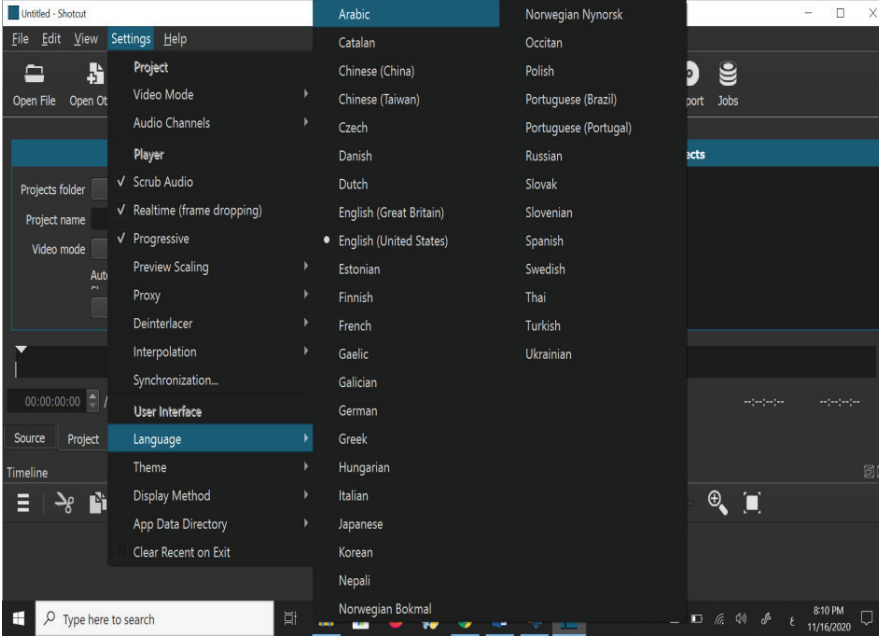 Untitled - Shotcut
File Edit View Settings Help
Open File
Open Ot
port
Jobs
ects
Projects folder
Project name
Video mode
Auto
00:00:00:00 /
--:--:--:--
--:--:--:--
Source
Project
Timeline
Project
Video Mode
Audio Channels
Player
✓ Scrub Audio
✓ Realtime (frame dropping)
✓ Progressive
Preview Scaling
Proxy
Deinterlacer
Interpolation
Synchronization...
User Interface
Language
Theme
Display Method
App Data Directory
Clear Recent on Exit
Arabic
Catalan
Chinese (China)
Chinese (Taiwan)
Czech
Danish
Dutch
English (Great Britain)
English (United States)
Estonian
Finnish
French
Gaelic
Galician
German
Greek
Hungarian
Italian
Japanese
Korean
Nepali
Norwegian Bokmal
Norwegian Nynorsk
Occitan
Polish
Portuguese (Brazil)
Portuguese (Portugal)
Russian
Slovak
Slovenian
Spanish
Swedish
Thai
Turkish
Ukrainian
Type here to search
ع
8:10 PM
11/16/2020